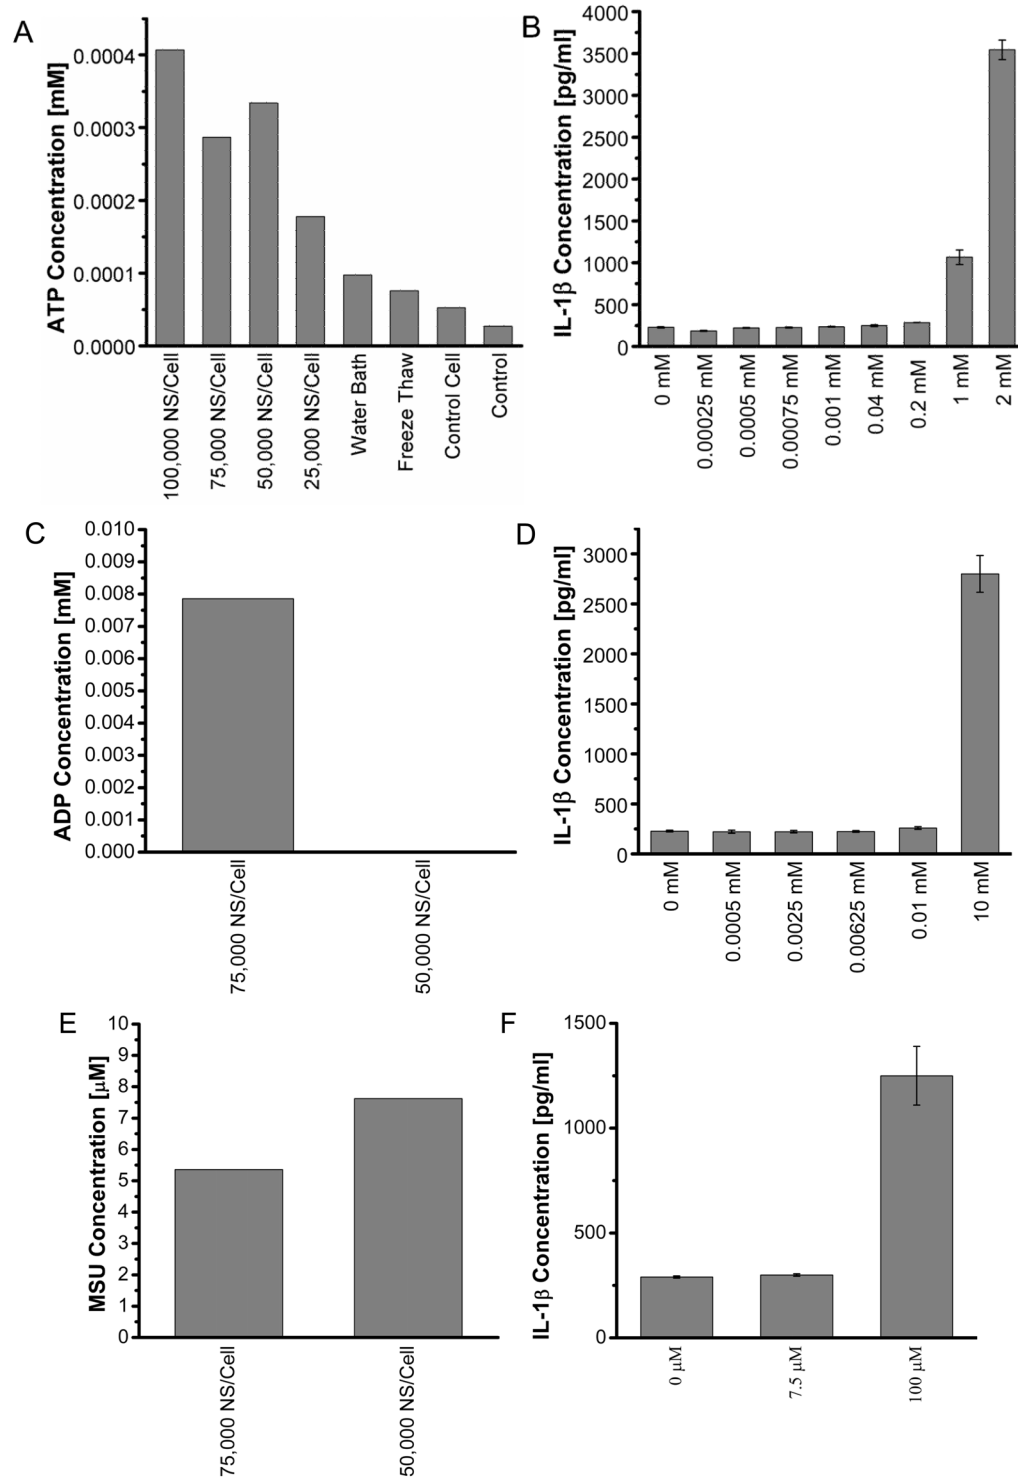 A
ATP Concentration [mM]
0.0004
0.0003
0.0002
0.0001
0.0000
100,000 NS/Cell
75,000 NS/Cell
50,000 NS/Cell
25,000 NS/Cell
Water Bath
Freeze Thaw
Control Cell
Control
B
IL-1β Concentration [pg/ml]
4000
3500
3000
2500
2000
1500
1000
500
0
0 mM
0.00025 mM
0.0005 mM
0.00075 mM
0.001 mM
0.04 mM
0.2 mM
1 mM
2 mM
C
ADP Concentration [mM]
0.010
0.009
0.008
0.007
0.006
0.005
0.004
0.003
0.002
0.001
0.000
75,000 NS/Cell
50,000 NS/Cell
D
IL-1β Concentration [pg/ml]
3000
2500
2000
1500
1000
500
0
0 mM
0.0005 mM
0.0025 mM
0.00625 mM
0.01 mM
10 mM
E
MSU Concentration [μM]
10
9
8
7
6
5
4
3
2
1
0
75,000 NS/Cell
50,000 NS/Cell
F
IL-1β Concentration [pg/ml]
1500
1000
500
0
0 μM
7.5 μM
100 μM